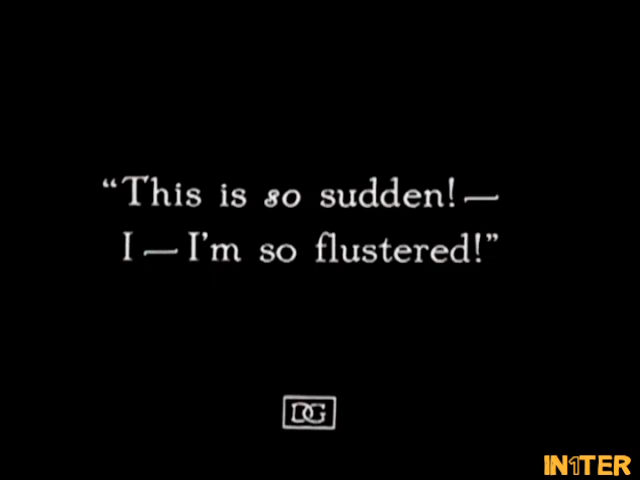 “This is so sudden!—
I—I'm so flustered!”
DG
IN1TER